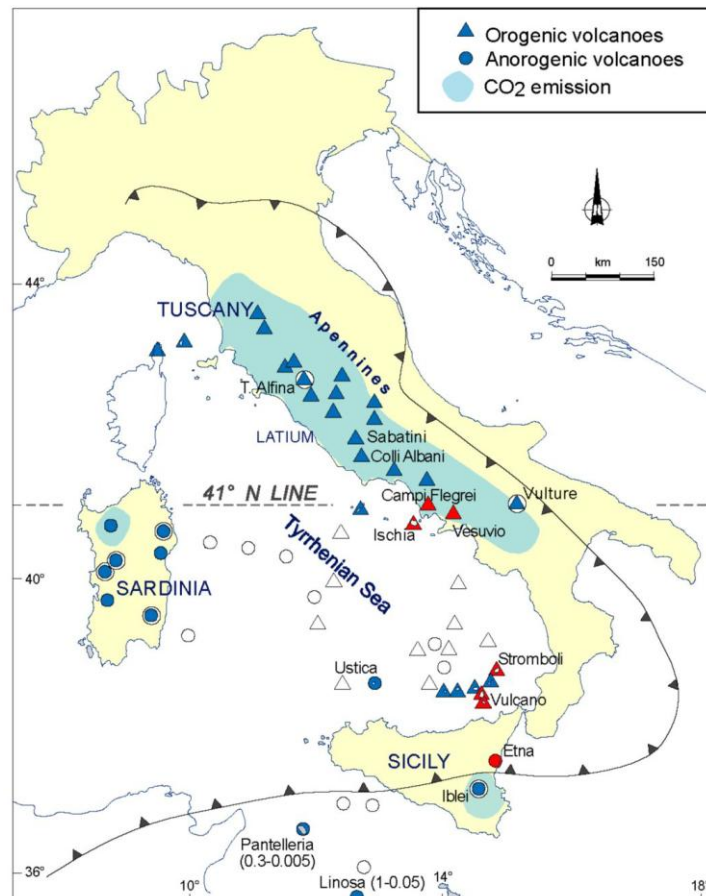 Orogenic volcanoes
Anorogenic volcanoes
CO2 emission
km
0 150
44°
TUSCANY
Apennines
T. Alfina
LATIUM
Sabatini
Colli Albani
41° N LINE
Campi Flegrei
Vulture
Ischia
Vesuvio
Tyrrhenian Sea
40°
SARDINIA
Stromboli
Ustica
Vulcano
Etna
SICILY
Iblei
Pantelleria
(0.3-0.005)
36°
10°
Linosa (1-0.05)
14°
18°